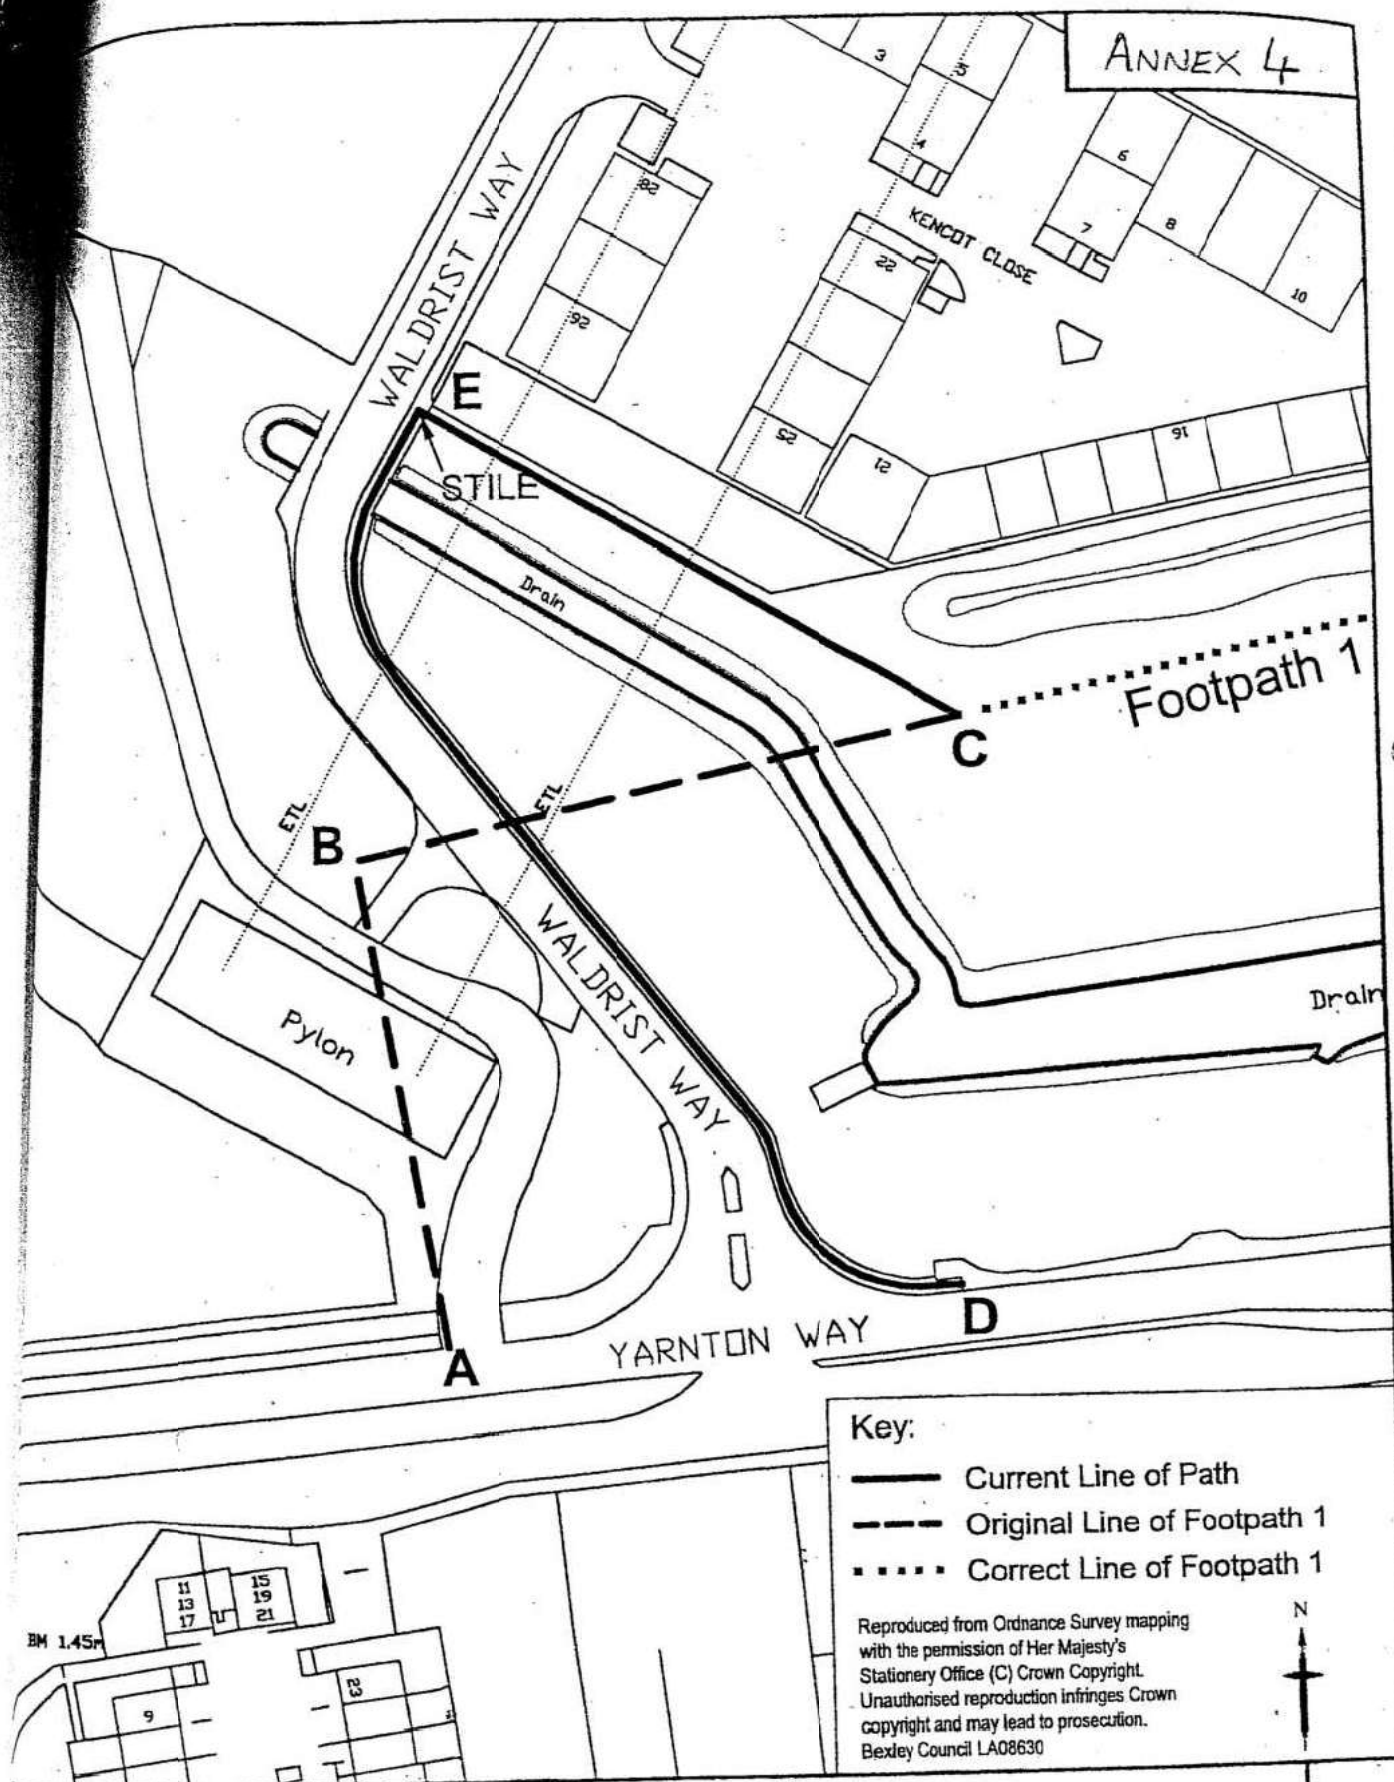 ANNEX 4
3
5
4
6
7
8
10
KENCOT CLOSE
28
26
22
25
21
16
WALDRIST WAY
E
STILE
Drain
Footpath 1
C
ETL
ETL
B
WALDRIST WAY
Pylon
Drain
D
YARNTON WAY
A
Key:
Current Line of Path
Original Line of Footpath 1
Correct Line of Footpath 1
Reproduced from Ordnance Survey mapping
with the permission of Her Majesty's
Stationery Office (C) Crown Copyright.
Unauthorised reproduction infringes Crown
copyright and may lead to prosecution.
Bexley Council LA08630
N
11
13
17
15
19
21
BM 1.45m
9
23